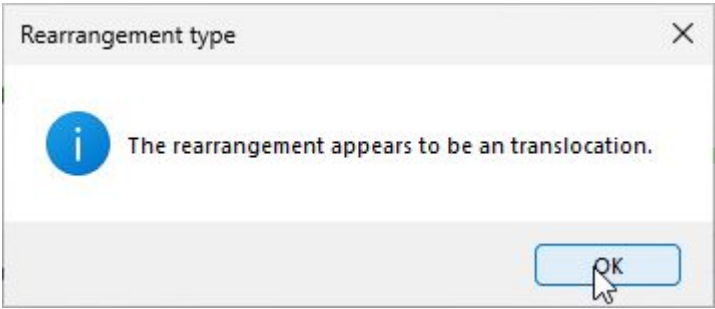 Rearrangement type
The rearrangement appears to be an translocation.
OK